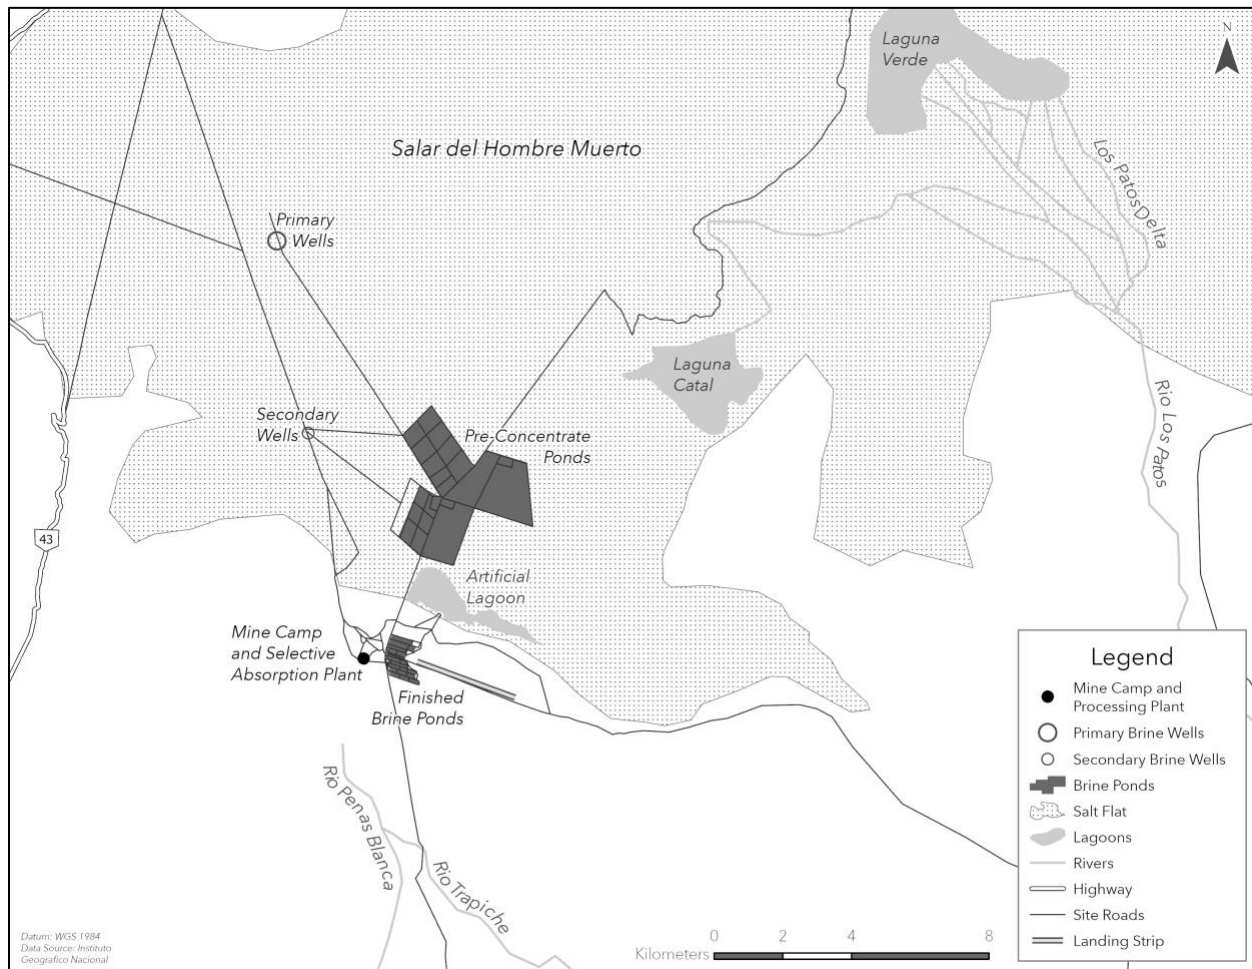 Laguna
Verde
N
Salar del Hombre Muerto
Los Patos Delta
Primary
Wells
Laguna
Catal
Rio Los Patos
Secondary
Wells
Pre-Concentrate
Ponds
43
Artificial
Lagoon
Mine Camp
and Selective
Absorption Plant
Finished
Brine Ponds
Rio Penas Blanca
Rio Trapiche
Legend
Mine Camp and
Processing Plant
Primary Brine Wells
Secondary Brine Wells
Brine Ponds
Salt Flat
Lagoons
Rivers
Highway
Site Roads
Landing Strip
Datum: WGS 1984
Data Source: Instituto
Geografico Nacional
Kilometers
0 2 4 8